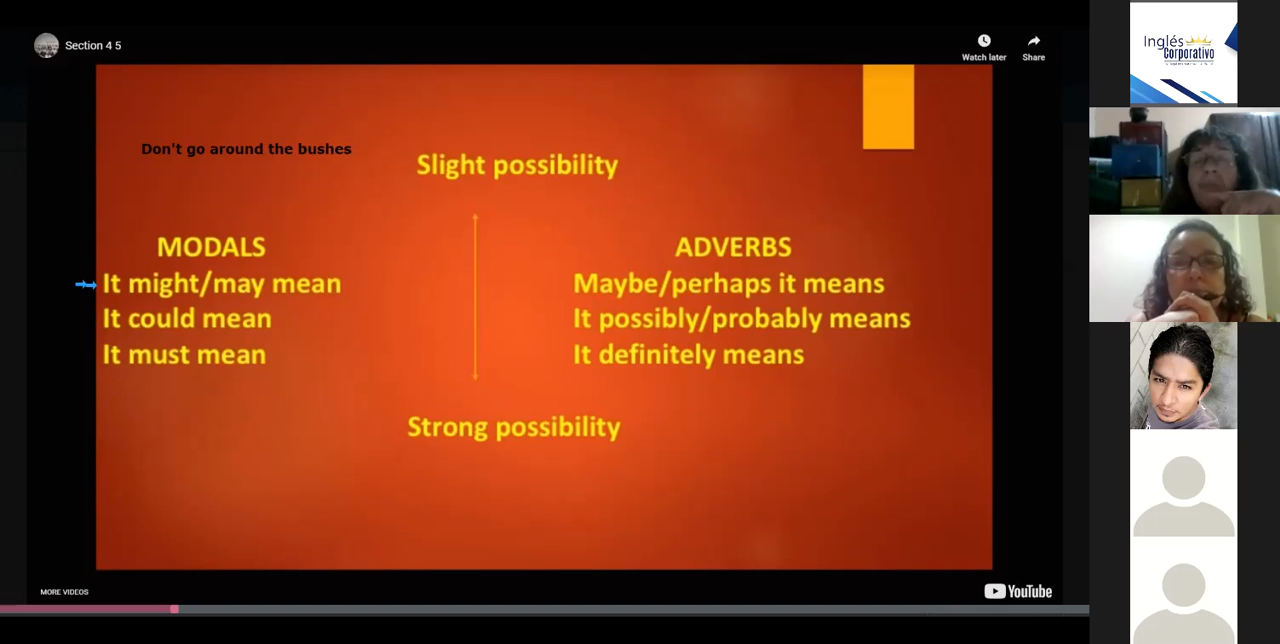 Section 4 5
Watch later
Share
Don't go around the bushes
Slight possibility
MODALS
It might/may mean
It could mean
It must mean
ADVERBS
Maybe/perhaps it means
It possibly/probably means
It definitely means
Strong possibility
MORE VIDEOS
YouTube
Inglés
Corporativo